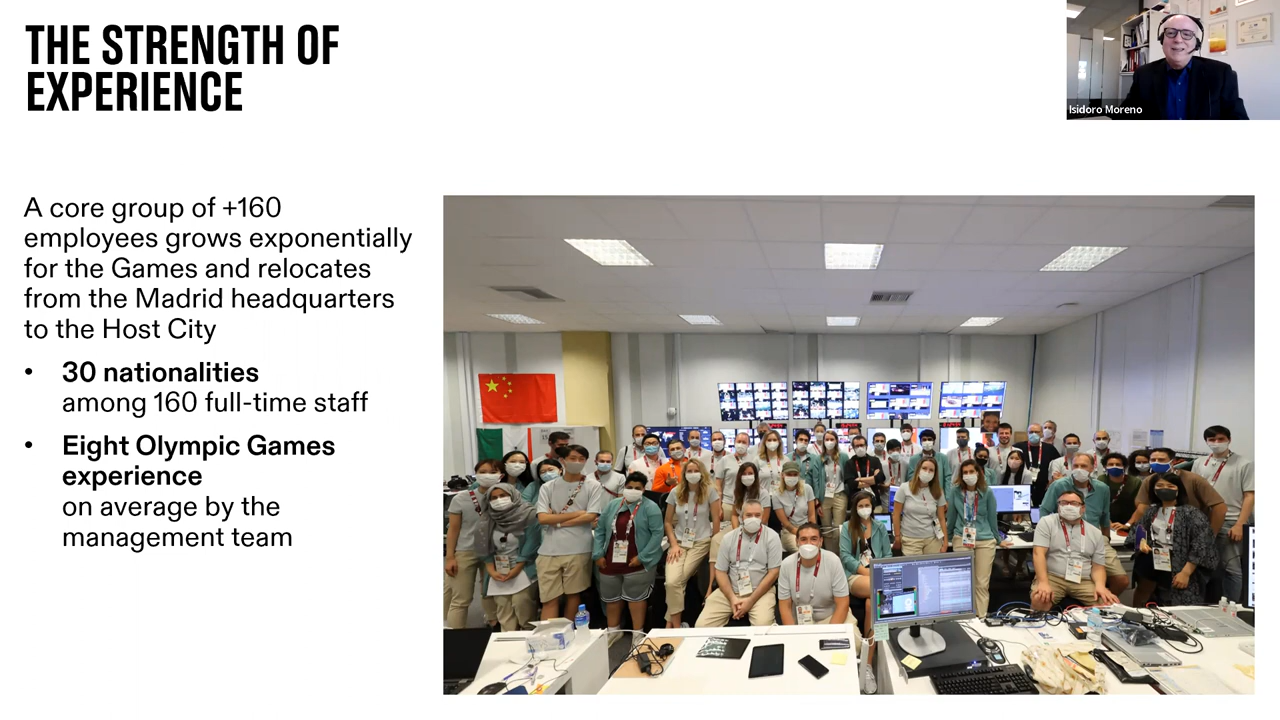 THE STRENGTH OF
EXPERIENCE
Isidoro Moreno
A core group of +160
employees grows exponentially
for the Games and relocates
from the Madrid headquarters
to the Host City
• 30 nationalities
among 160 full-time staff
• Eight Olympic Games
experience
on average by the
management team